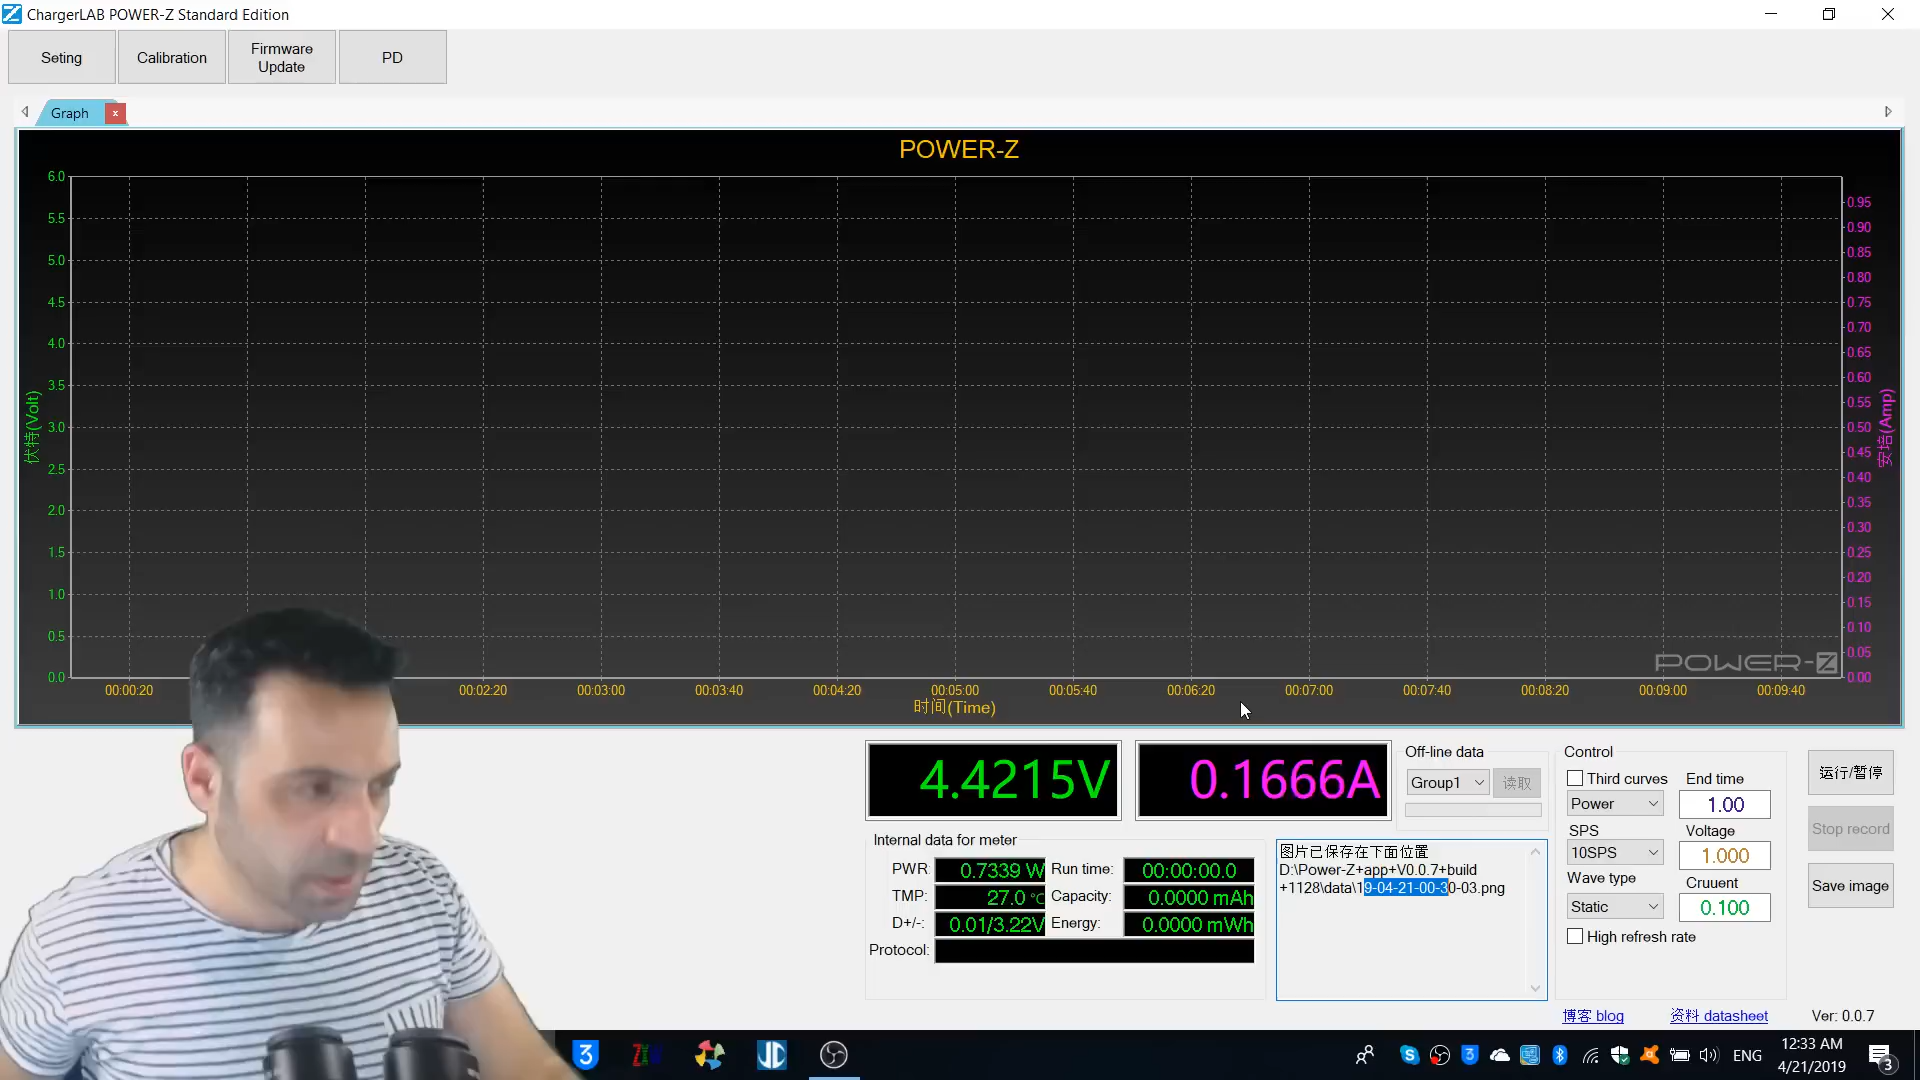 ChargerLAB POWER-Z Standard Edition
Seting
Calibration
Firmware
Update
PD
Graph
x
POWER-Z
6.0
5.5
5.0
4.5
4.0
3.5
3.0
2.5
2.0
1.5
1.0
0.5
0.0
伏特(Volt)
0.95
0.90
0.85
0.80
0.75
0.70
0.65
0.60
0.55
0.50
0.45
0.40
0.35
0.30
0.25
0.20
0.15
0.10
0.05
0.00
安培(Amp)
POWER-Z
00:00:20 00:02:20 00:03:00 00:03:40 00:04:20 00:05:00 00:05:40 00:06:20 00:07:00 00:07:40 00:08:20 00:09:00 00:09:40
时间(Time)
4.4215V
0.1666A
Internal data for meter
PWR: 0.7339 W Run time: 00:00:00.0
TMP: 27.0 °C Capacity: 0.0000 mAh
D+/-: 0.01/3.22V Energy: 0.0000 mWh
Protocol:
Off-line data
Group1 读取
图片已保存在下面位置
D:\Power-Z+app+V0.0.7+build
+1128\data\19-04-21-00-30-03.png
Control
Third curves End time
Power 1.00
SPS Voltage
10SPS 1.000
Wave type Cruuent
Static 0.100
High refresh rate
运行/暂停
Stop record
Save image
博客 blog 资料 datasheet Ver: 0.0.7
3
JC
ENG
12:33 AM
4/21/2019
3